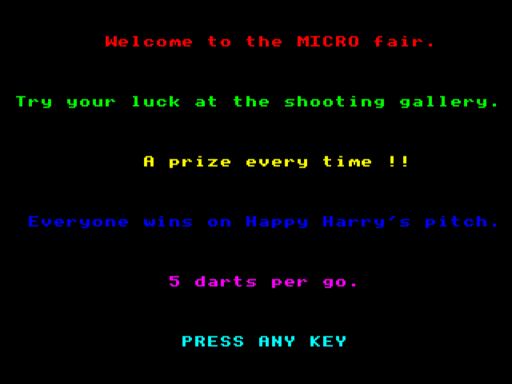 Welcome to the MICRO fair.
Try your luck at the shooting gallery.
A prize every time !!
Everyone wins on Happy Harry's pitch.
5 darts per go.
PRESS ANY KEY